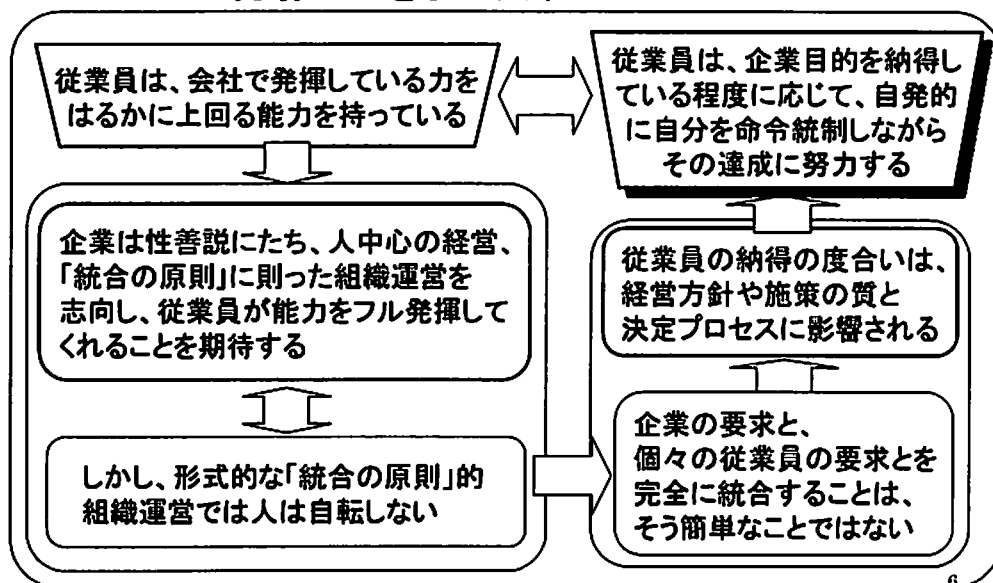 従業員は、会社で発揮している力を
はるかに上回る能力を持っている
従業員は、企業目的を納得し
ている程度に応じて、自発的
に自分を命令統制しながら
その達成に努力する
企業は性善説にたち、人中心の経営、
「統合の原則」に則った組織運営を
志向し、従業員が能力をフル発揮して
くれることを期待する
従業員の納得の度合いは、
経営方針や施策の質と
決定プロセスに影響される
しかし、形式的な「統合の原則」的
組織運営では人は自転しない
企業の要求と、
個々の従業員の要求とを
完全に統合することは、
そう簡単なことではない
6